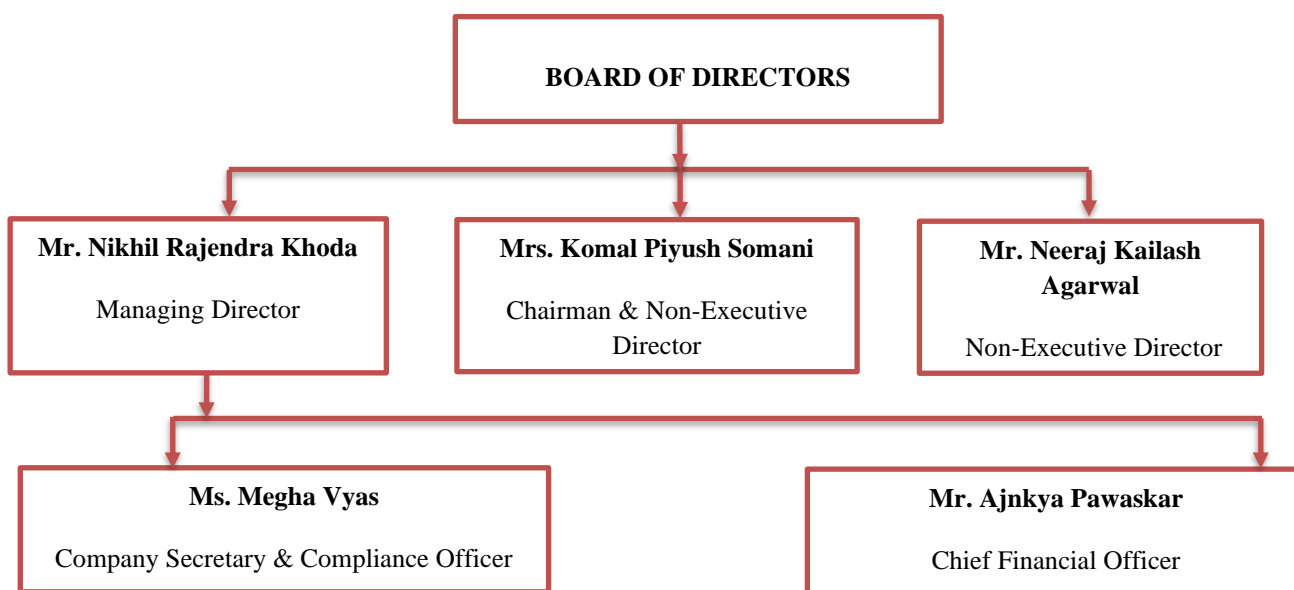 BOARD OF DIRECTORS
Mr. Nikhil Rajendra Khoda
Managing Director
Mrs. Komal Piyush Somani
Chairman & Non-Executive
Director
Mr. Neeraj Kailash
Agarwal
Non-Executive Director
Ms. Megha Vyas
Company Secretary & Compliance Officer
Mr. Ajnkya Pawaskar
Chief Financial Officer